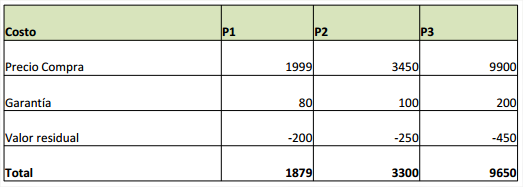 Costo P1 P2 P3
Precio Compra 1999 3450 9900
Garantía 80 100 200
Valor residual -200 -250 -450
Total 1879 3300 9650